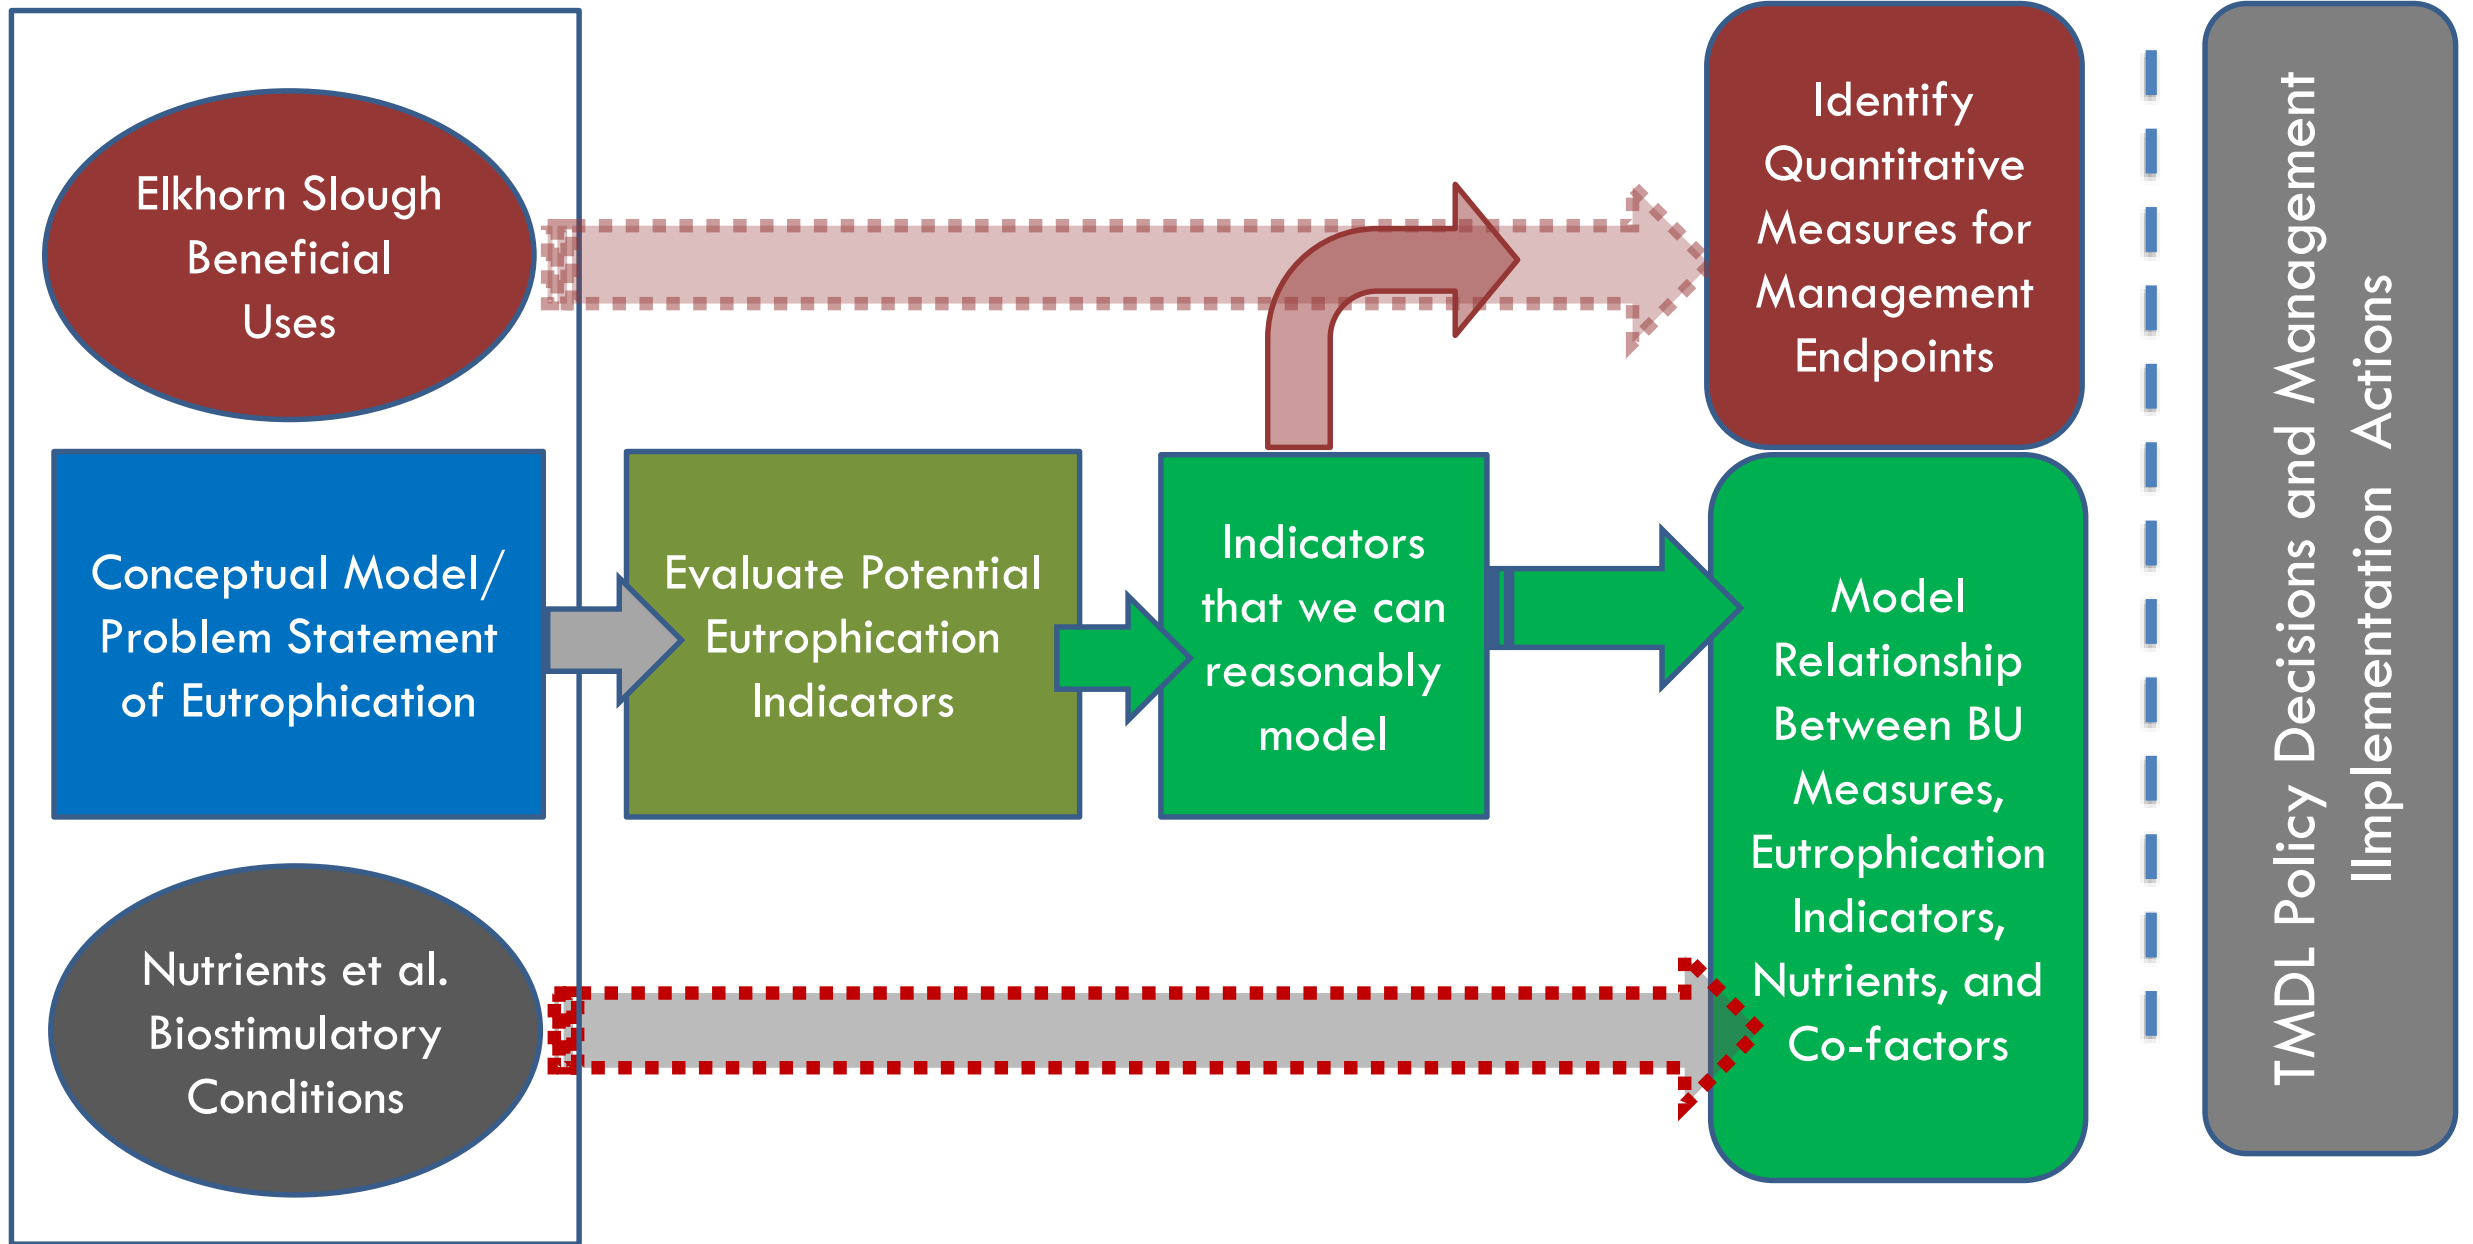 Elkhorn Slough
Beneficial
Uses
Conceptual Model/
Problem Statement
of Eutrophication
Nutrients et al.
Biostimulatory
Conditions
Evaluate Potential
Eutrophication
Indicators
Indicators
that we can
reasonably
model
Identify
Quantitative
Measures for
Management
Endpoints
Model
Relationship
Between BU
Measures,
Eutrophication
Indicators,
Nutrients, and
Co-factors
TMDL Policy Decisions and Management
IImplementation Actions